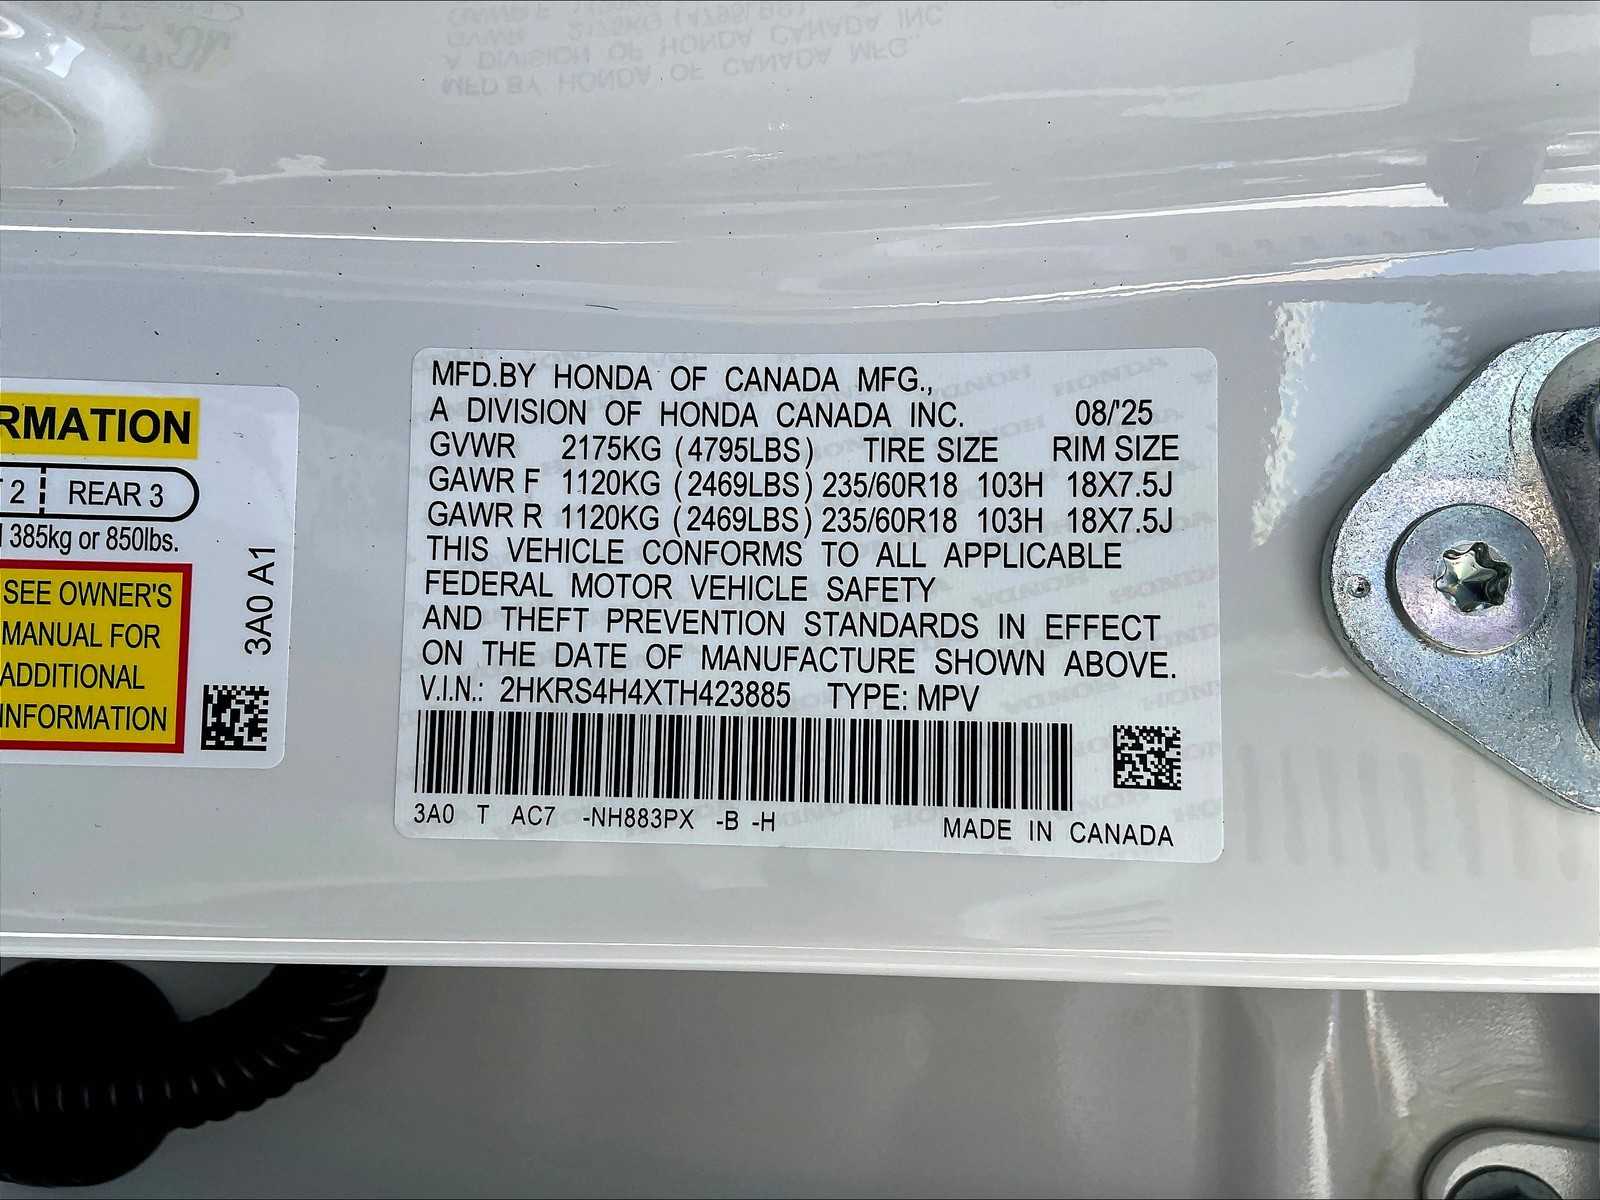 RMATION
2 REAR 3
385kg or 850lbs.
SEE OWNER'S
MANUAL FOR
ADDITIONAL
INFORMATION
3A0 A1
MFD.BY HONDA OF CANADA MFG.,
A DIVISION OF HONDA CANADA INC. 08/'25
GVWR 2175KG (4795LBS) TIRE SIZE RIM SIZE
GAWR F 1120KG (2469LBS) 235/60R18 103H 18X7.5J
GAWR R 1120KG (2469LBS) 235/60R18 103H 18X7.5J
THIS VEHICLE CONFORMS TO ALL APPLICABLE
FEDERAL MOTOR VEHICLE SAFETY
AND THEFT PREVENTION STANDARDS IN EFFECT
ON THE DATE OF MANUFACTURE SHOWN ABOVE.
V.I.N.: 2HKRS4H4XTH423885 TYPE: MPV
3A0 T AC7 -NH883PX -B -H
MADE IN CANADA